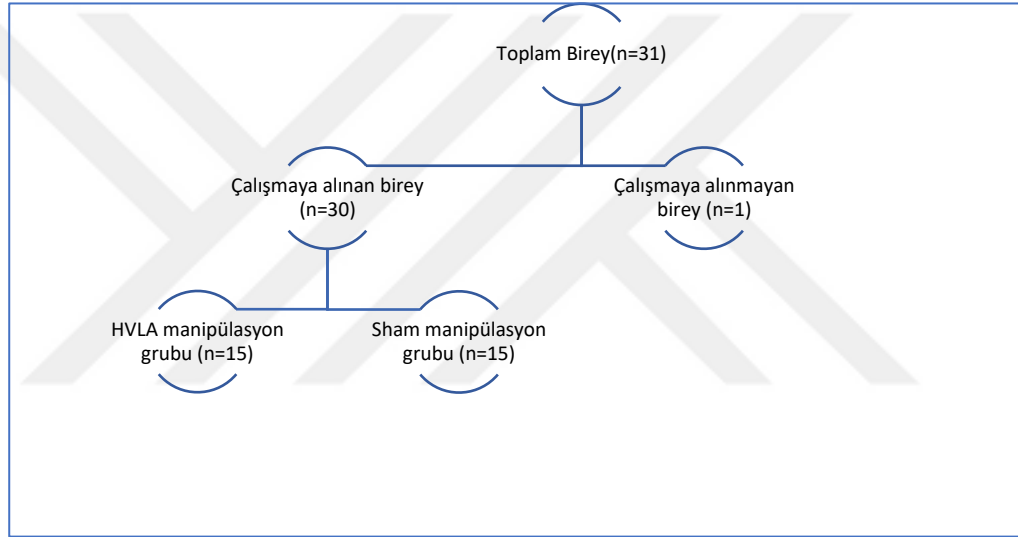 Toplam Birey(n=31)
Çalışmaya alınan birey
(n=30)
Çalışmaya alınmayan
birey (n=1)
HVLA manipülasyon
grubu (n=15)
Sham manipülasyon
grubu (n=15)